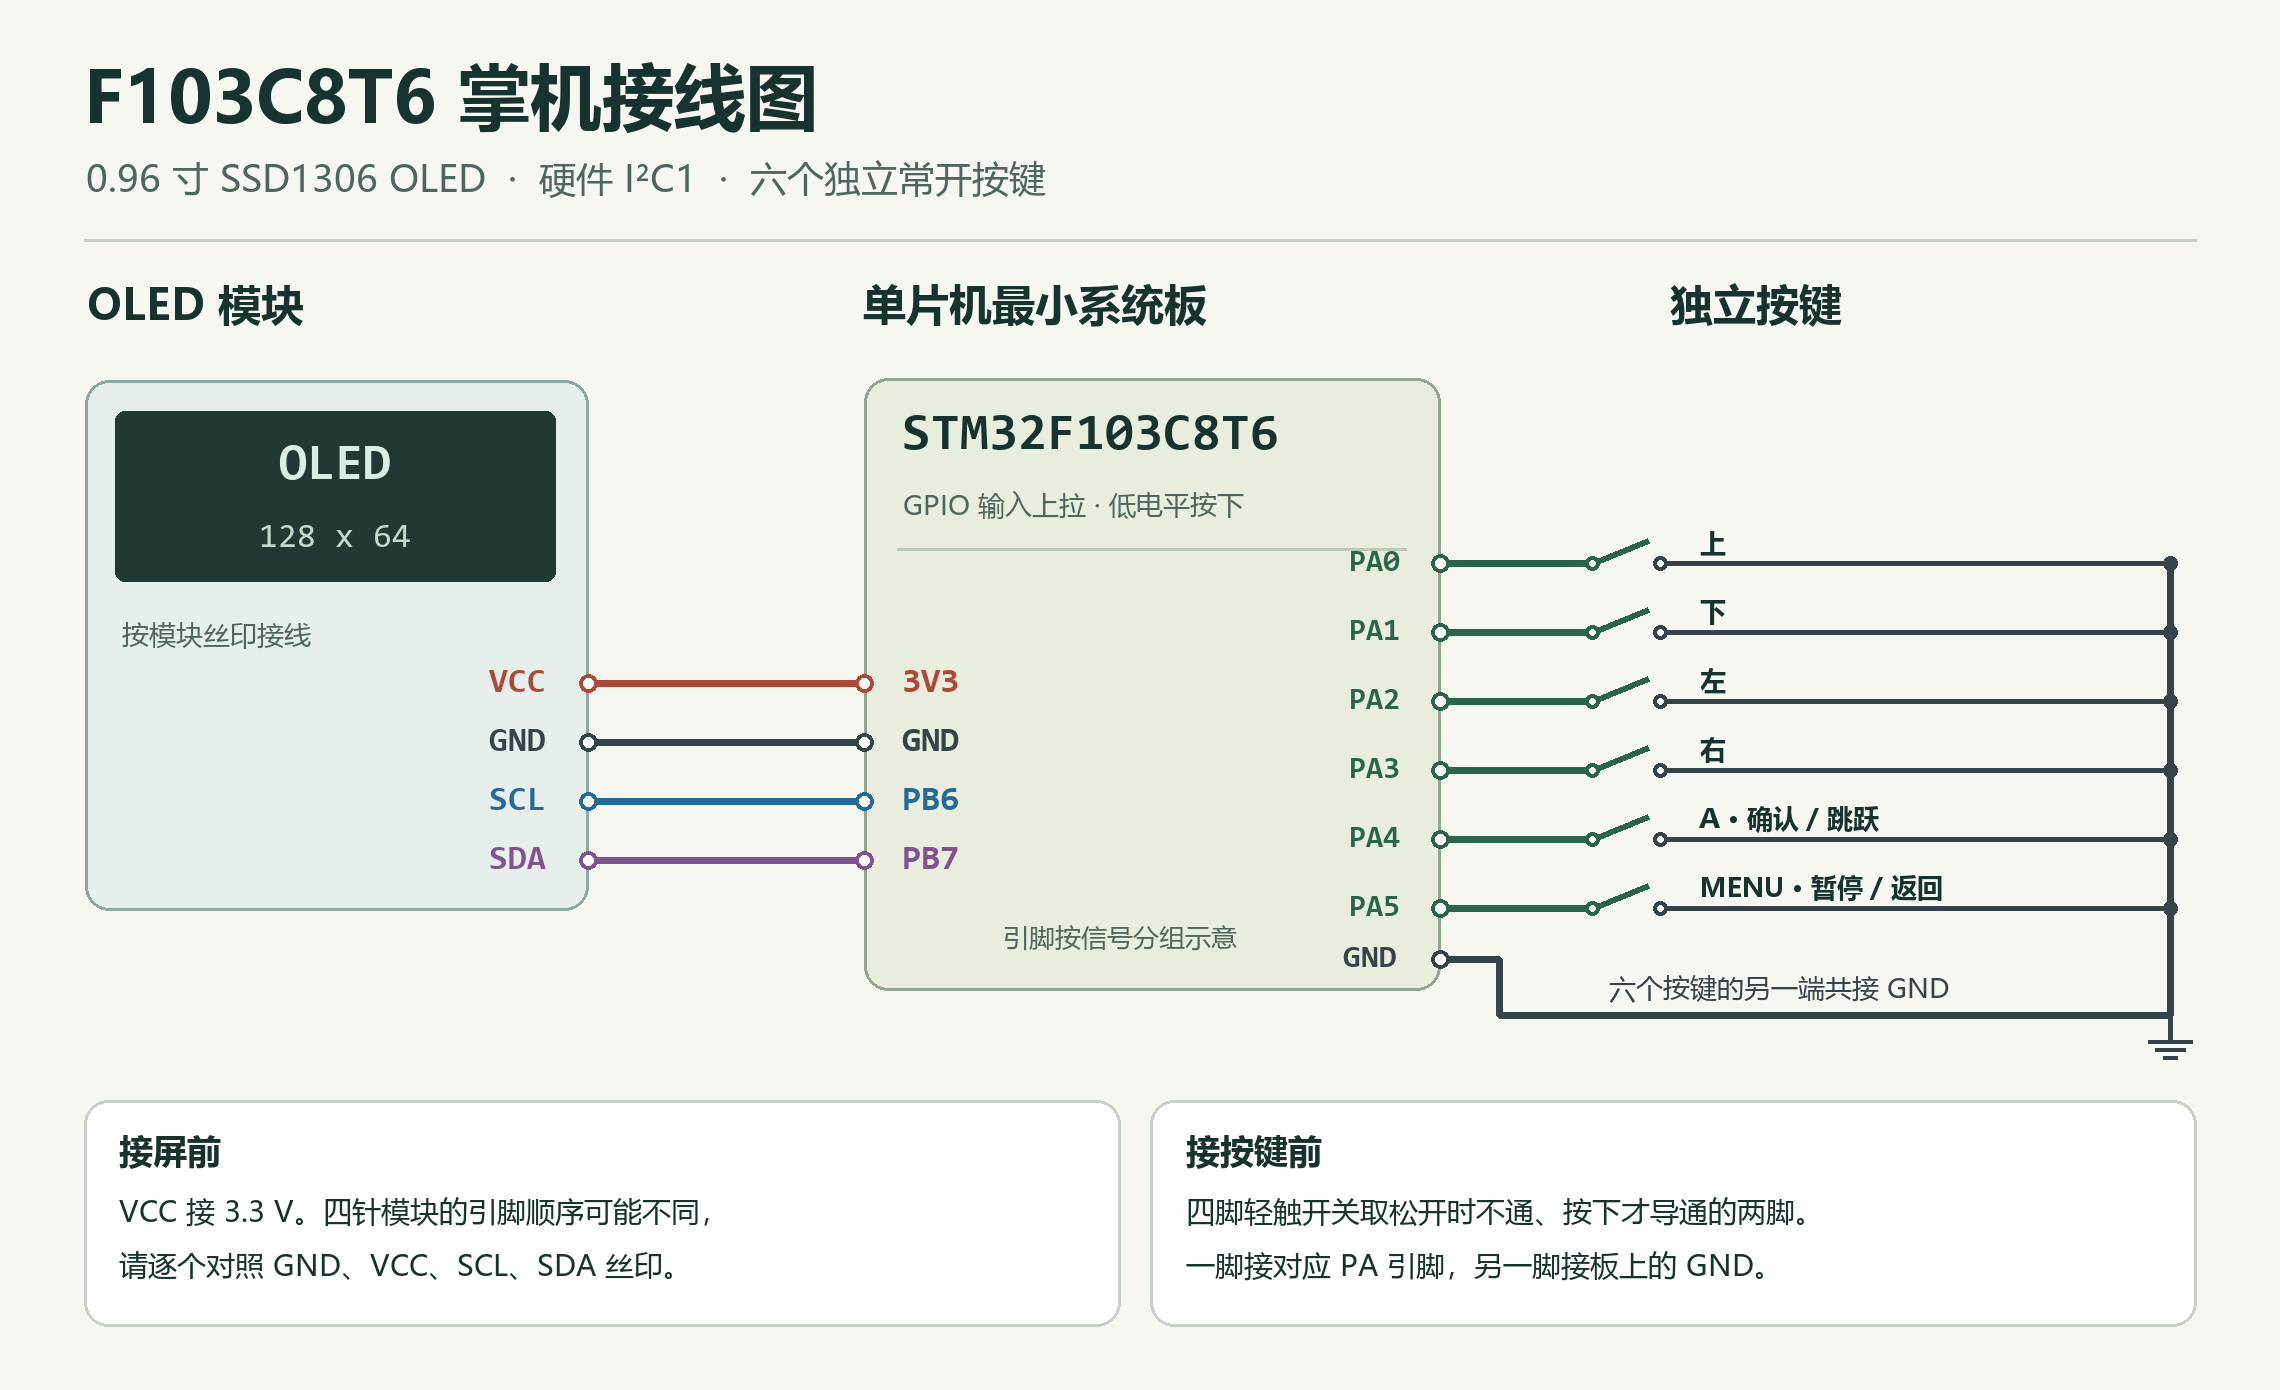 F103C8T6 掌机接线图
0.96 寸 SSD1306 OLED · 硬件 I²C1 · 六个独立常开按键
OLED 模块
单片机最小系统板
独立按键
OLED
128 x 64
按模块丝印接线
VCC
GND
SCL
SDA
STM32F103C8T6
GPIO 输入上拉 · 低电平按下
3V3
GND
PB6
PB7
PA0
PA1
PA2
PA3
PA4
PA5
GND
引脚按信号分组示意
上
下
左
右
A · 确认 / 跳跃
MENU · 暂停 / 返回
六个按键的另一端共接 GND
接屏前
VCC 接 3.3 V。四针模块的引脚顺序可能不同，
请逐个对照 GND、VCC、SCL、SDA 丝印。
接按键前
四脚轻触开关取松开时不通、按下才导通的两脚。
一脚接对应 PA 引脚，另一脚接板上的 GND。